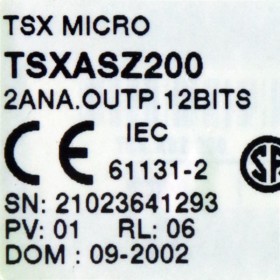 TSX MICRO
TSXASZ200
2ANA.OUTP.12BITS
CE IEC
61131-2
SN: 21023641293
PV: 01 RL: 06
DOM : 09-2002